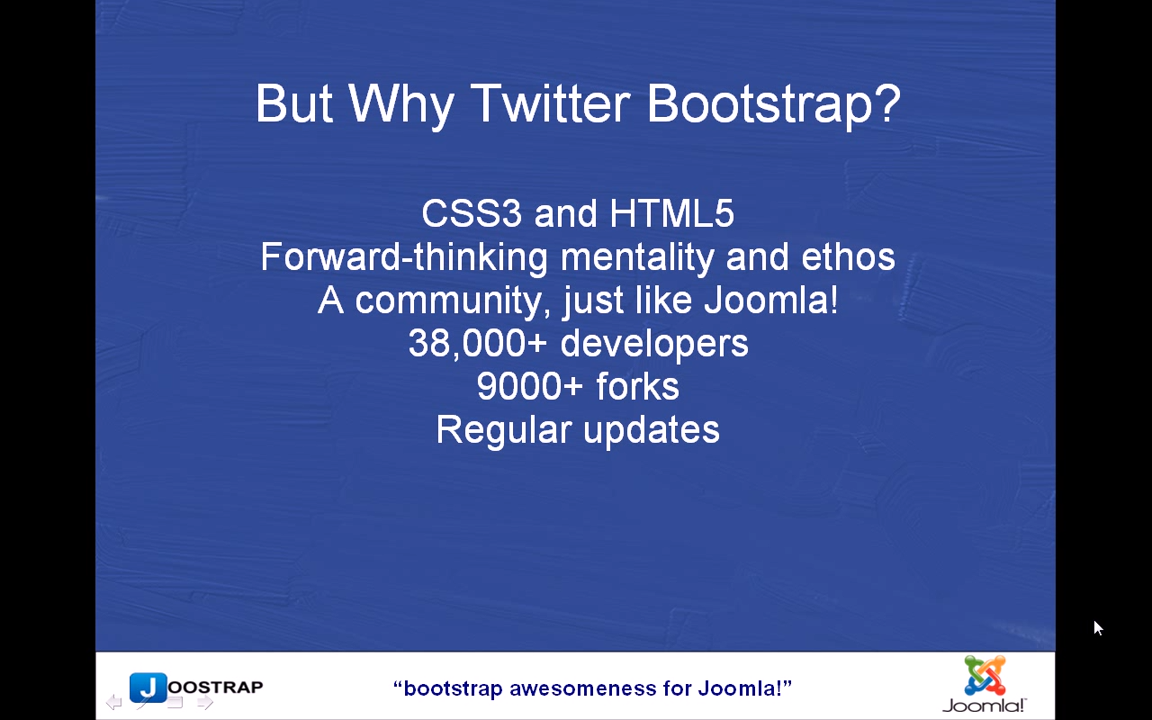 But Why Twitter Bootstrap?
CSS3 and HTML5
Forward-thinking mentality and ethos
A community, just like Joomla!
38,000+ developers
9000+ forks
Regular updates
JOOSTRAP
“bootstrap awesomeness for Joomla!”
Joomla!